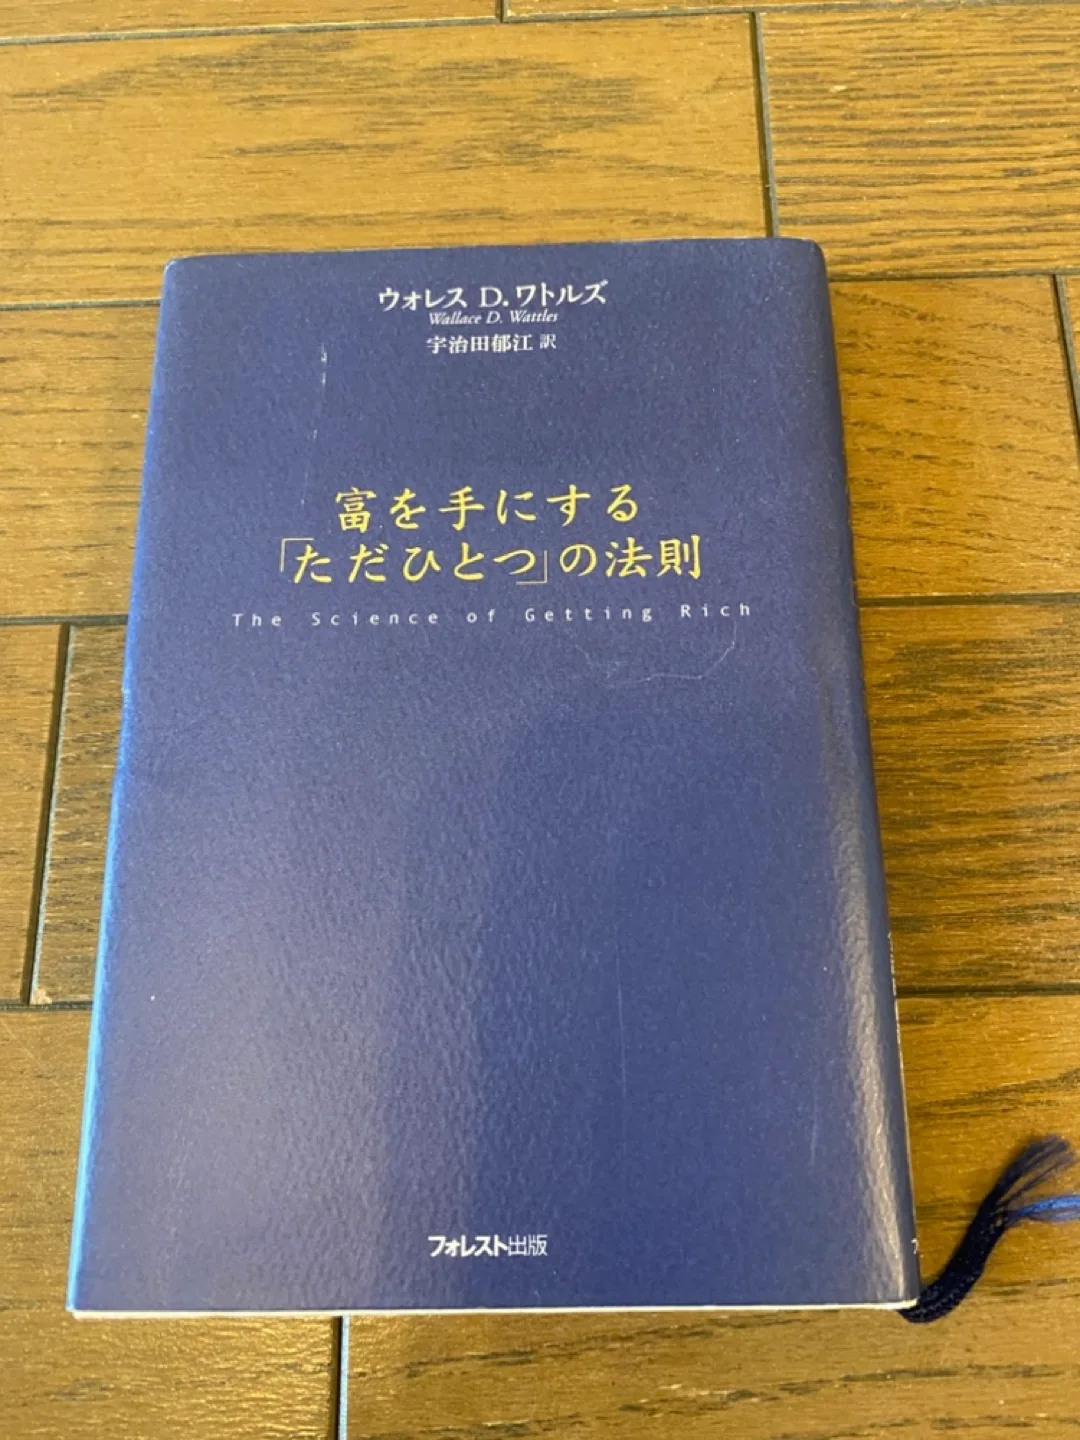 ウォレス D. ワトルズ
Wallace D. Wattles
宇治田郁江 訳
富を手にする
「ただひとつ」の法則
The Science of Getting Rich
フォレスト出版